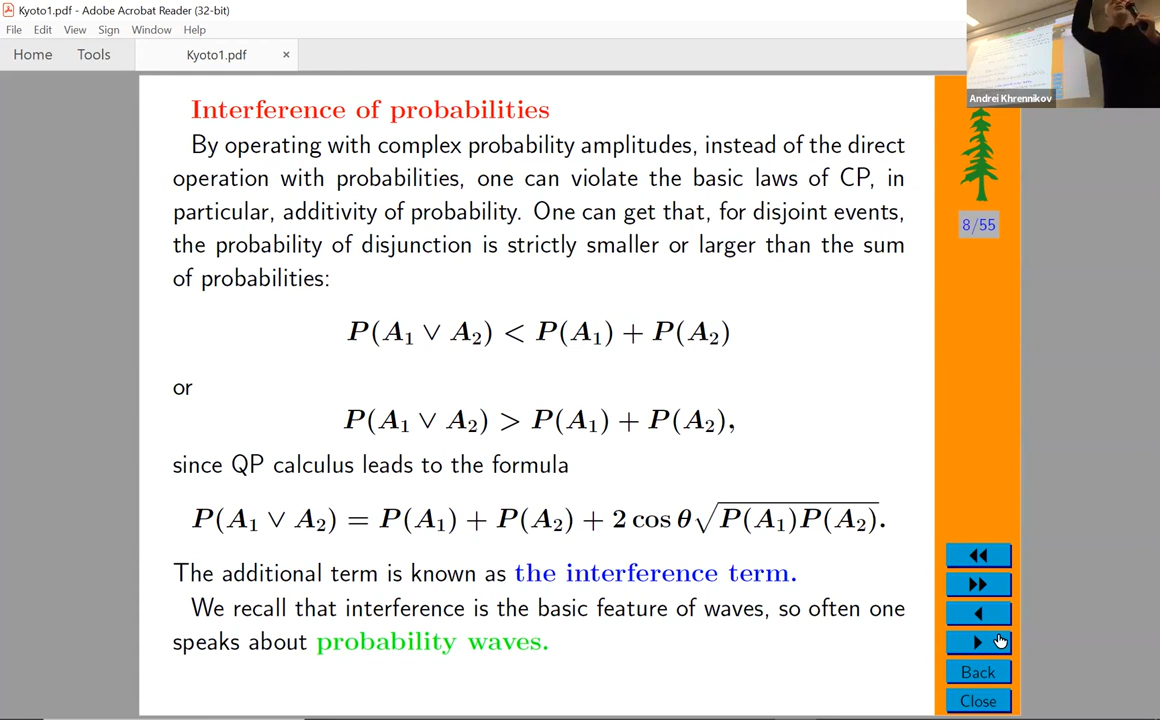 Kyoto1.pdf - Adobe Acrobat Reader (32-bit)
File Edit View Sign Window Help
Home Tools Kyoto1.pdf ×
Andrei Khrennikov
Interference of probabilities
By operating with complex probability amplitudes, instead of the direct
operation with probabilities, one can violate the basic laws of CP, in
particular, additivity of probability. One can get that, for disjoint events,
the probability of disjunction is strictly smaller or larger than the sum
of probabilities:
P(A₁ ∨ A₂) < P(A₁) + P(A₂)
or
P(A₁ ∨ A₂) > P(A₁) + P(A₂),
since QP calculus leads to the formula
P(A₁ ∨ A₂) = P(A₁) + P(A₂) + 2 cos θ√P(A₁)P(A₂).
The additional term is known as the interference term.
We recall that interference is the basic feature of waves, so often one
speaks about probability waves.
8/55
Back
Close